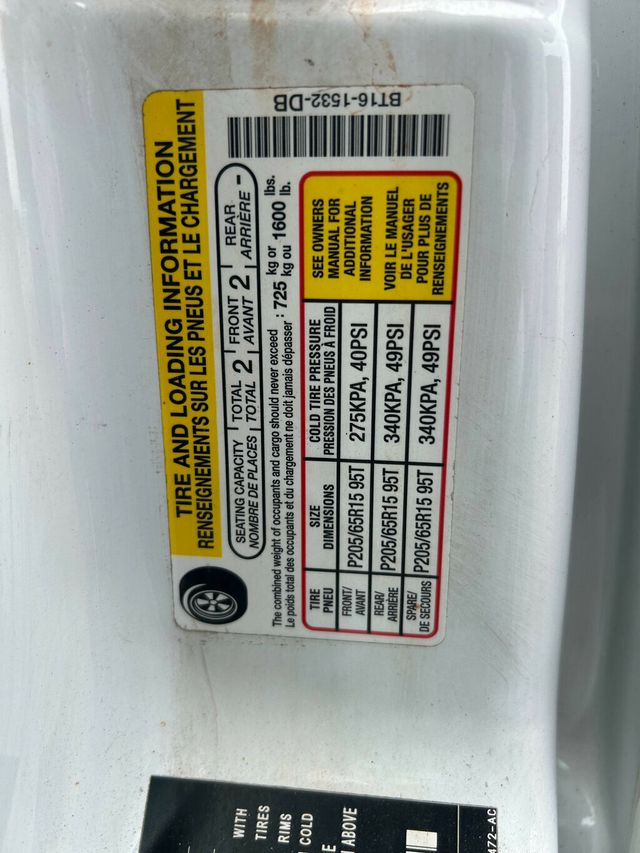 TIRE AND LOADING INFORMATION
RENSEIGNEMENTS SUR LES PNEUS ET LE CHARGEMENT
SEATING CAPACITY TOTAL 2 FRONT 2 REAR -
NOMBRE DE PLACES TOTAL AVANT ARRIÈRE
The combined weight of occupants and cargo should never exceed : 725 kg or 1600 lbs.
Le poids total des occupants et du chargement ne doit jamais dépasser kg ou lb.
TIRE
PNEU
SIZE
DIMENSIONS
COLD TIRE PRESSURE
PRESSION DES PNEUS À FROID
FRONT/
AVANT
P205/65R15 95T
275KPA, 40PSI
REAR/
ARRIÈRE
P205/65R15 95T
340KPA, 49PSI
SPARE/
DE SECOURS
P205/65R15 95T
340KPA, 49PSI
SEE OWNERS
MANUAL FOR
ADDITIONAL
INFORMATION
VOIR LE MANUEL
DE L'USAGER
POUR PLUS DE
RENSEIGNEMENTS
BT16-1532-DB
WITH
TIRES
RIMS
COLD
ABOVE
472-AC